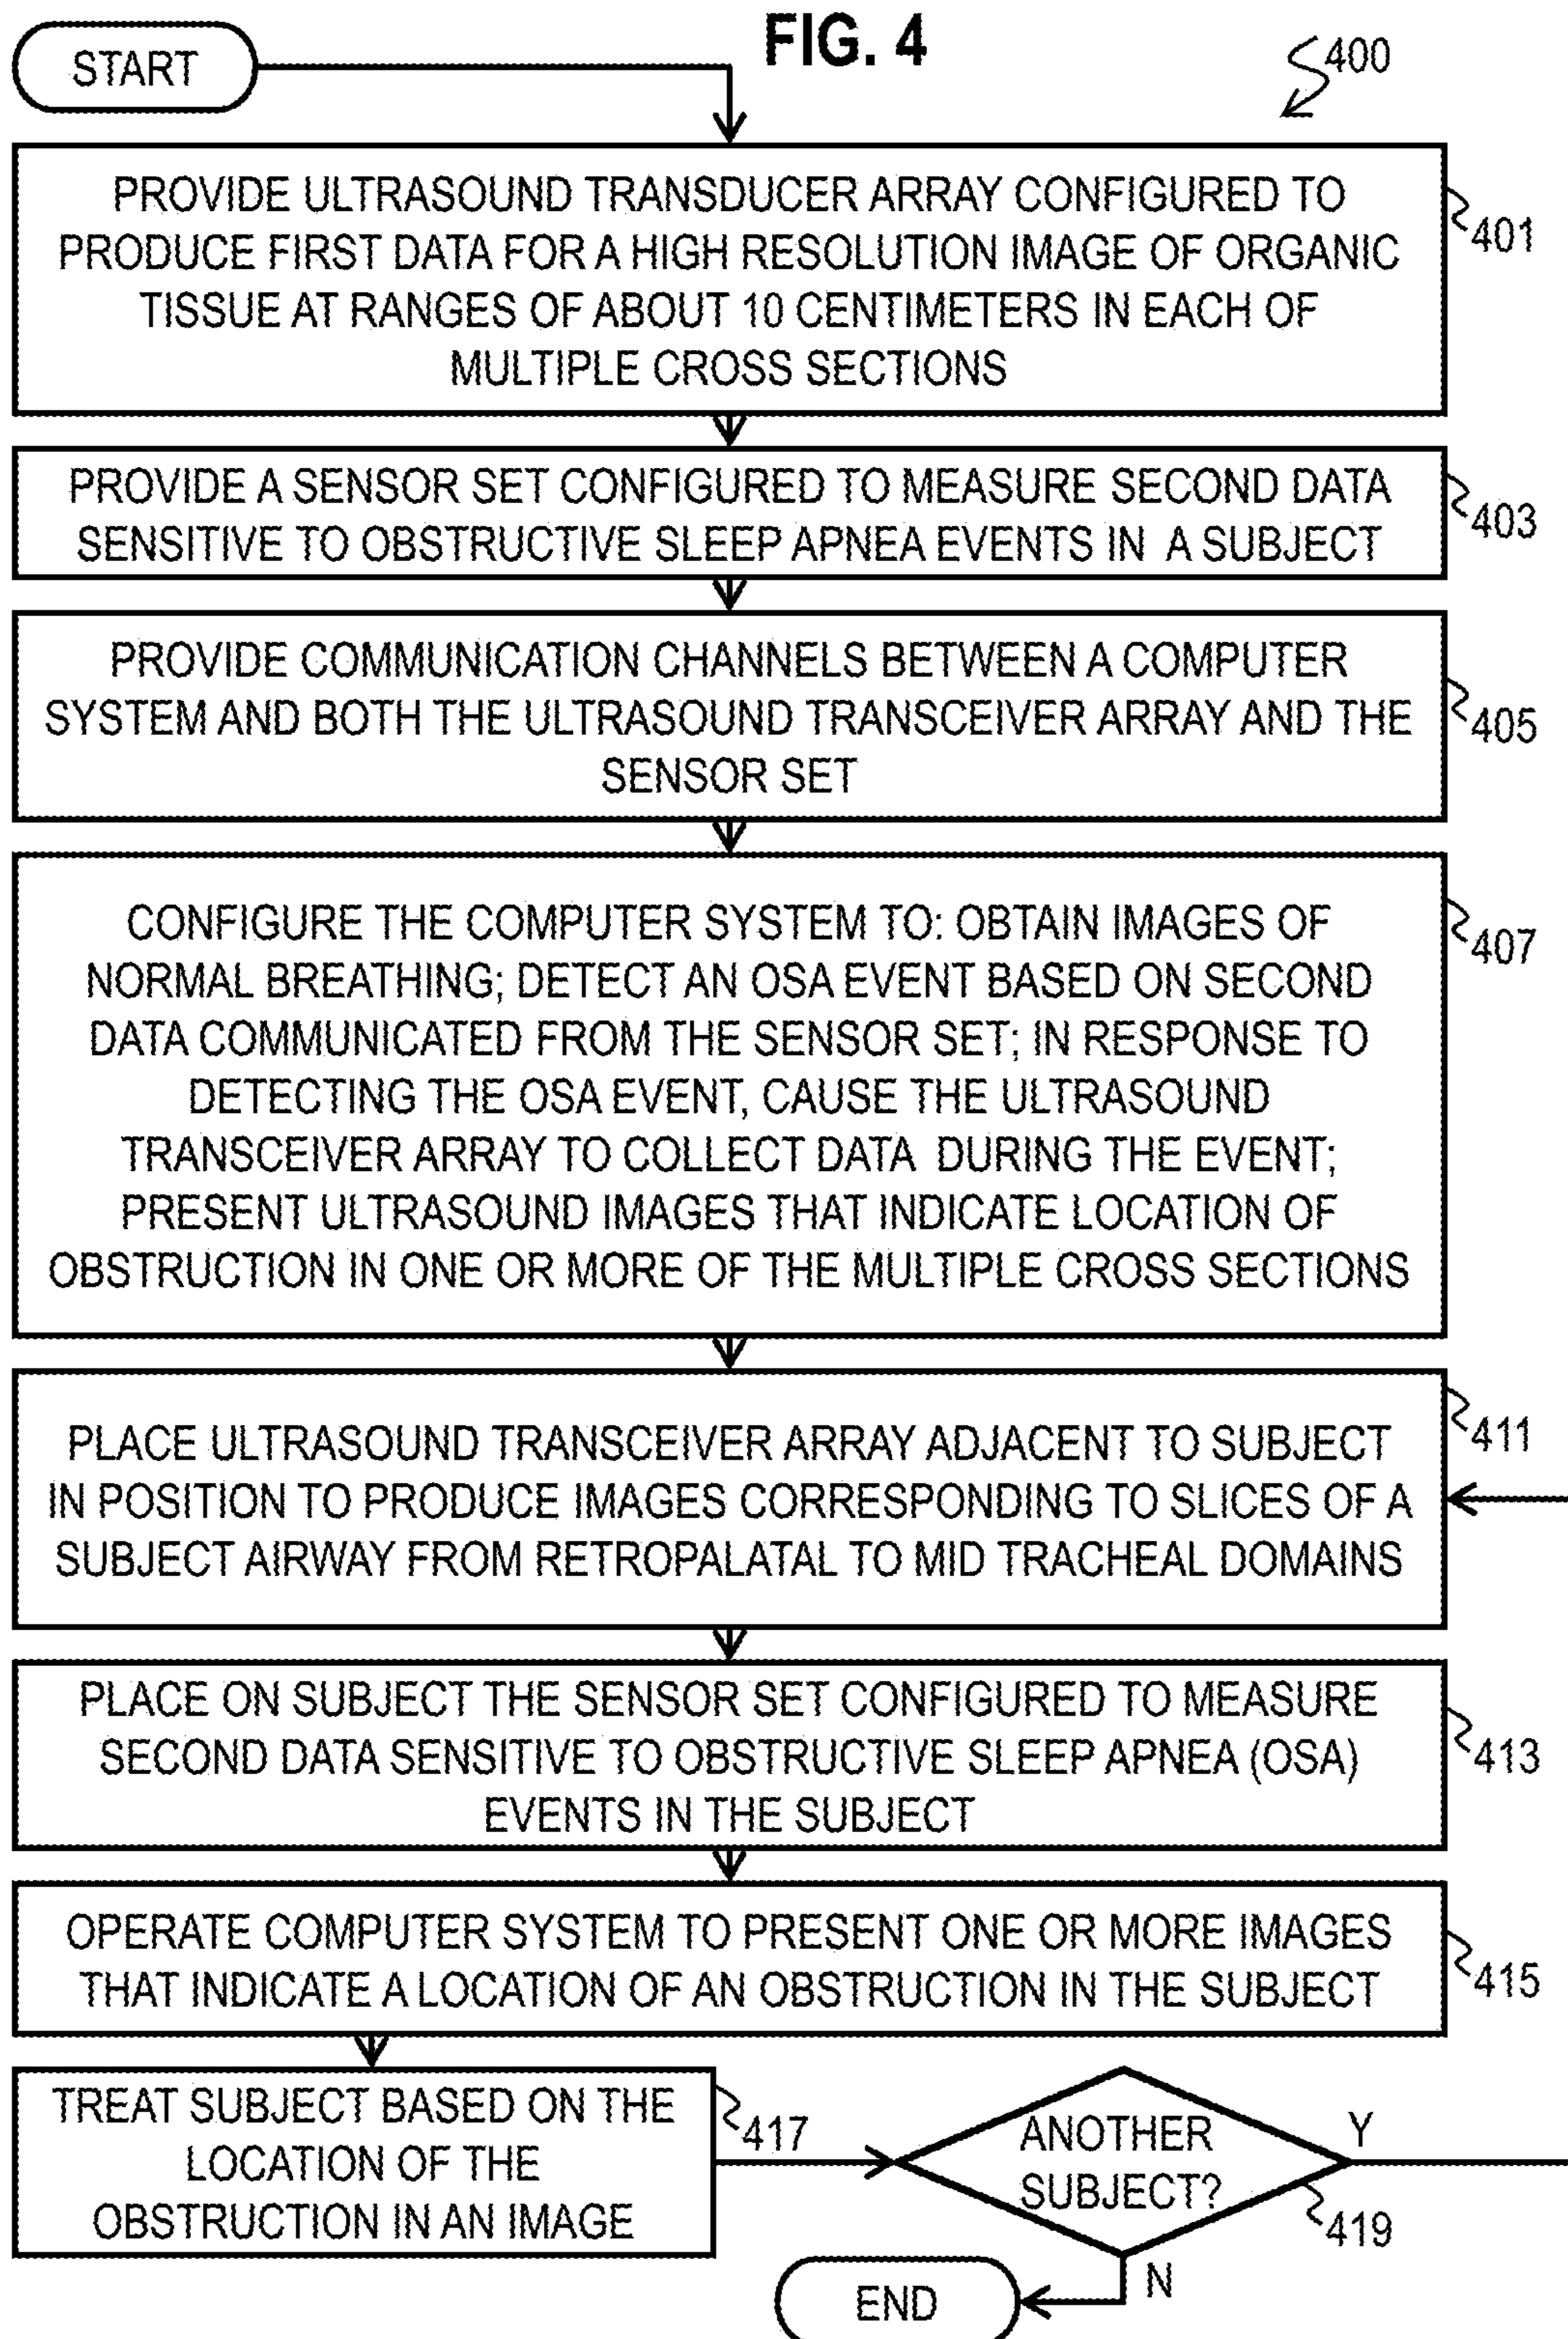 FIG. 4
400
START
PROVIDE ULTRASOUND TRANSDUCER ARRAY CONFIGURED TO
PRODUCE FIRST DATA FOR A HIGH RESOLUTION IMAGE OF ORGANIC
TISSUE AT RANGES OF ABOUT 10 CENTIMETERS IN EACH OF
MULTIPLE CROSS SECTIONS
401
PROVIDE A SENSOR SET CONFIGURED TO MEASURE SECOND DATA
SENSITIVE TO OBSTRUCTIVE SLEEP APNEA EVENTS IN A SUBJECT
403
PROVIDE COMMUNICATION CHANNELS BETWEEN A COMPUTER
SYSTEM AND BOTH THE ULTRASOUND TRANSCEIVER ARRAY AND THE
SENSOR SET
405
CONFIGURE THE COMPUTER SYSTEM TO: OBTAIN IMAGES OF
NORMAL BREATHING; DETECT AN OSA EVENT BASED ON SECOND
DATA COMMUNICATED FROM THE SENSOR SET; IN RESPONSE TO
DETECTING THE OSA EVENT, CAUSE THE ULTRASOUND
TRANSCEIVER ARRAY TO COLLECT DATA DURING THE EVENT;
PRESENT ULTRASOUND IMAGES THAT INDICATE LOCATION OF
OBSTRUCTION IN ONE OR MORE OF THE MULTIPLE CROSS SECTIONS
407
PLACE ULTRASOUND TRANSCEIVER ARRAY ADJACENT TO SUBJECT
IN POSITION TO PRODUCE IMAGES CORRESPONDING TO SLICES OF A
SUBJECT AIRWAY FROM RETROPALATAL TO MID TRACHEAL DOMAINS
411
PLACE ON SUBJECT THE SENSOR SET CONFIGURED TO MEASURE
SECOND DATA SENSITIVE TO OBSTRUCTIVE SLEEP APNEA (OSA)
EVENTS IN THE SUBJECT
413
OPERATE COMPUTER SYSTEM TO PRESENT ONE OR MORE IMAGES
THAT INDICATE A LOCATION OF AN OBSTRUCTION IN THE SUBJECT
415
TREAT SUBJECT BASED ON THE
LOCATION OF THE
OBSTRUCTION IN AN IMAGE
417
ANOTHER
SUBJECT?
Y
419
N
END